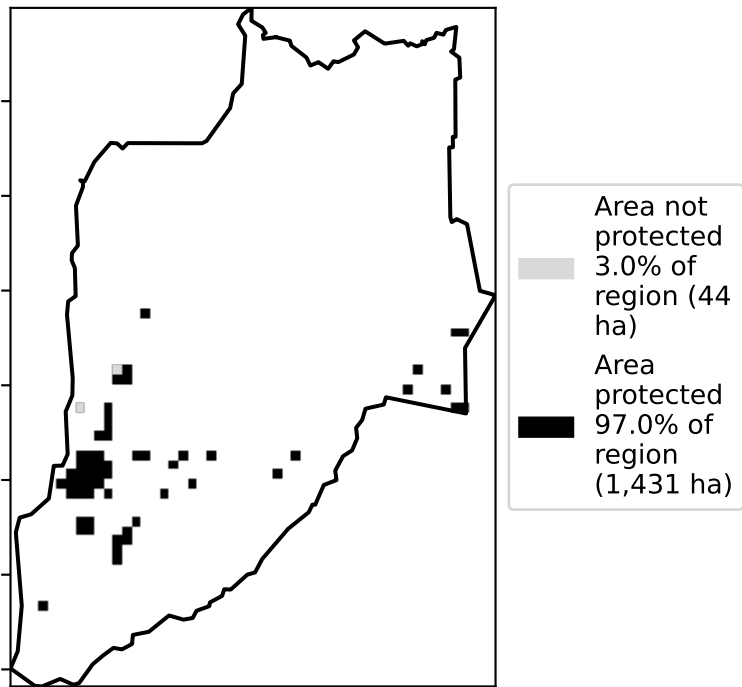 Area not
protected
3.0% of
region (44
ha)
Area
protected
97.0% of
region
(1,431 ha)